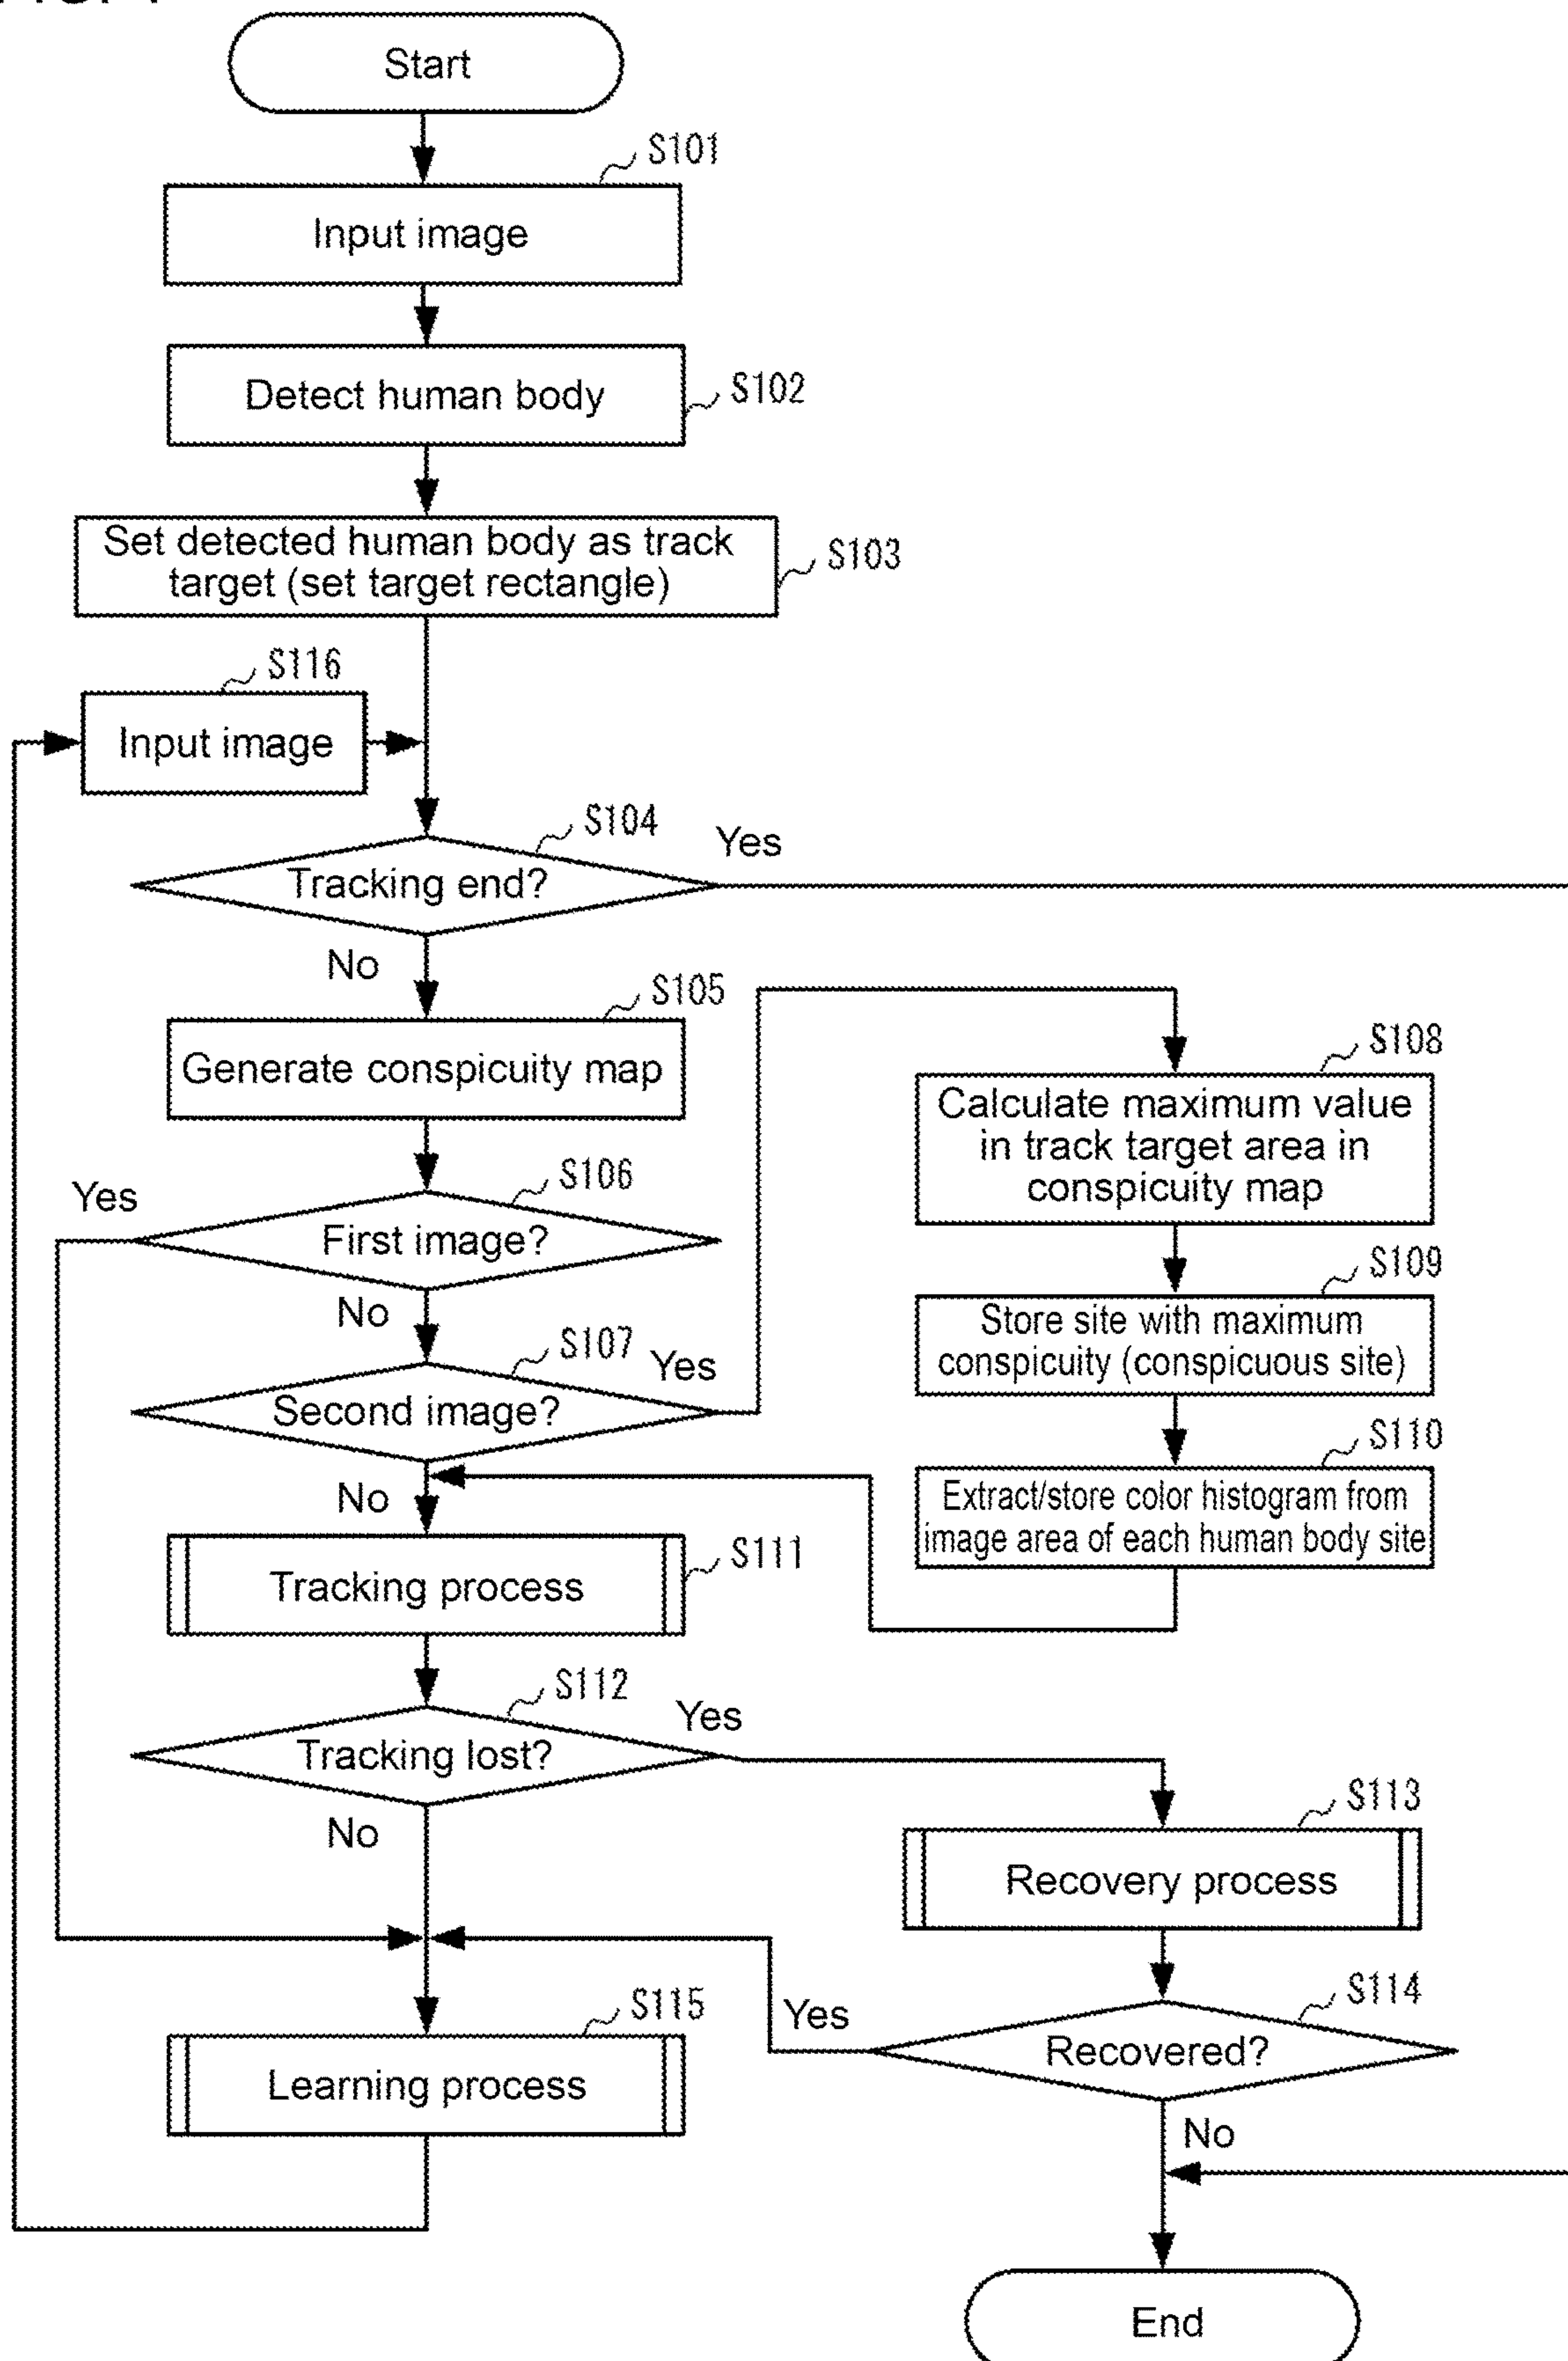 Start
S101
Input image
Detect human body
S102
Set detected human body as track
target (set target rectangle)
S103
S116
Input image
S104
Tracking end?
Yes
No
S105
Generate conspicuity map
S108
Calculate maximum value
in track target area in
conspicuity map
S106
Yes
First image?
No
S109
Store site with maximum
conspicuity (conspicuous site)
S107
Yes
Second image?
No
S110
Extract/store color histogram from
image area of each human body site
Tracking process
S111
S112
Yes
Tracking lost?
No
S113
Recovery process
S114
Yes
Recovered?
No
S115
Learning process
End